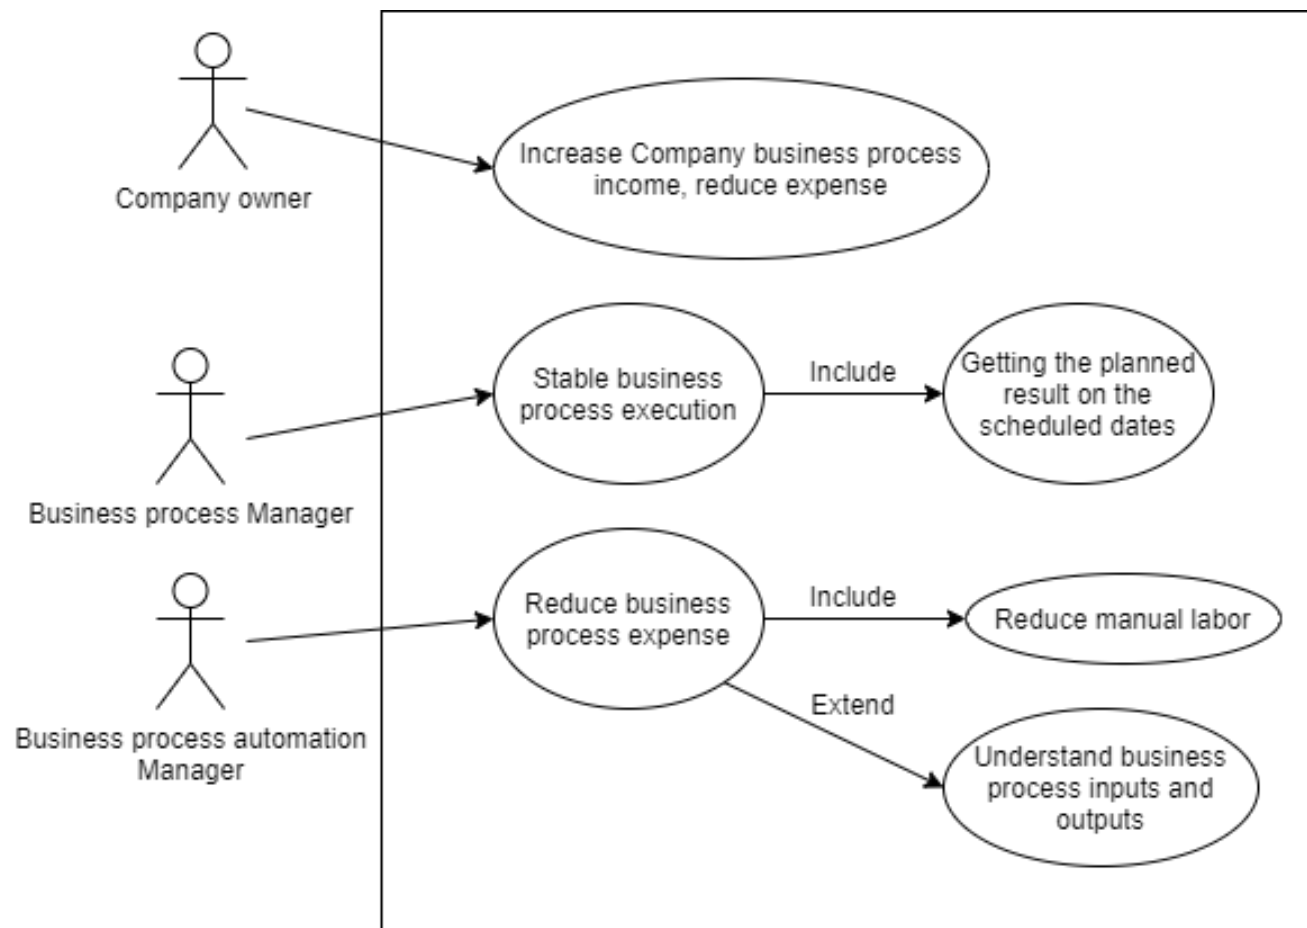 Company owner
Increase Company business process
income, reduce expense
Business process Manager
Stable business
process execution
Include
Getting the planned
result on the
scheduled dates
Business process automation
Manager
Reduce business
process expense
Include
Reduce manual labor
Extend
Understand business
process inputs and
outputs